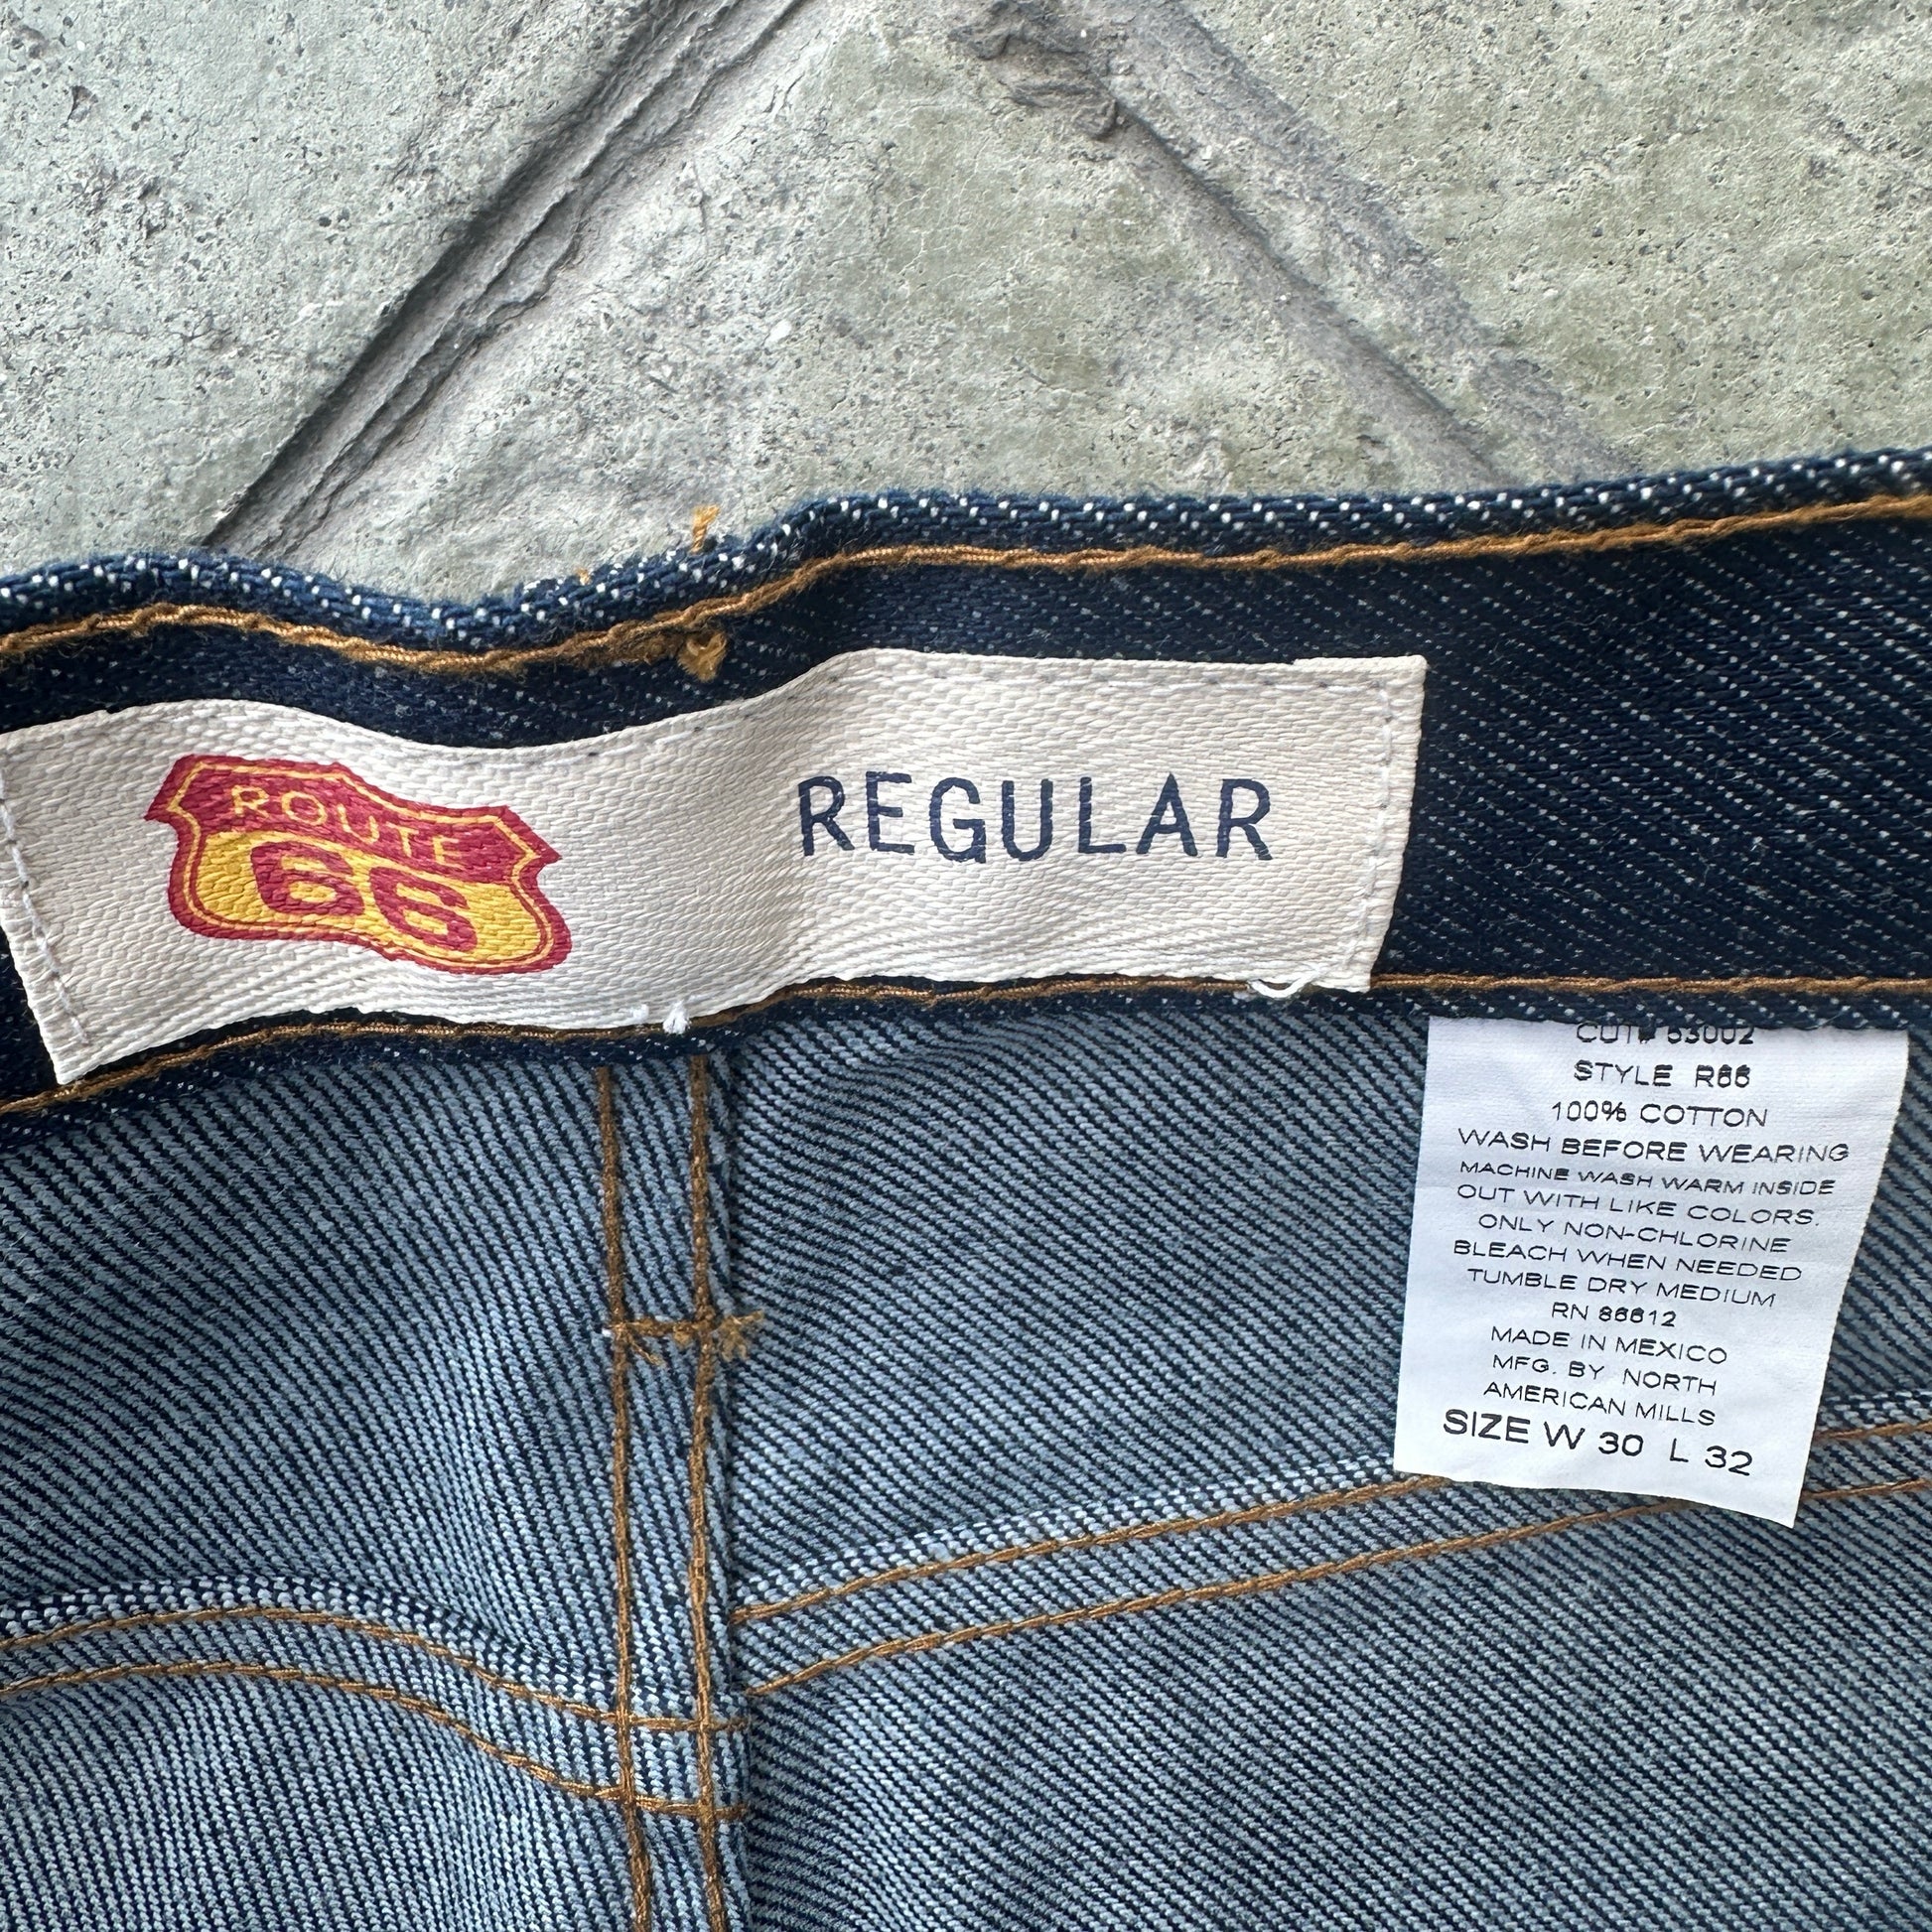 ROUTE
66
REGULAR
CUT# 53002
STYLE R66
100% COTTON
WASH BEFORE WEARING
MACHINE WASH WARM INSIDE
OUT WITH LIKE COLORS.
ONLY NON-CHLORINE
BLEACH WHEN NEEDED
TUMBLE DRY MEDIUM
RN 86612
MADE IN MEXICO
MFG. BY NORTH
AMERICAN MILLS
SIZE W 30 L 32